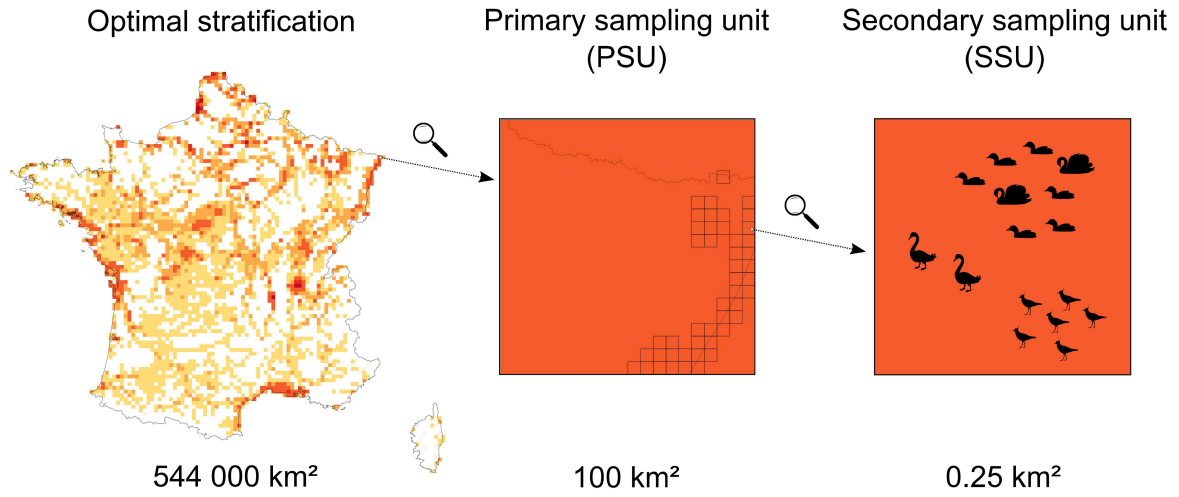 Optimal stratification
Primary sampling unit
(PSU)
Secondary sampling unit
(SSU)
544 000 km²
100 km²
0.25 km²